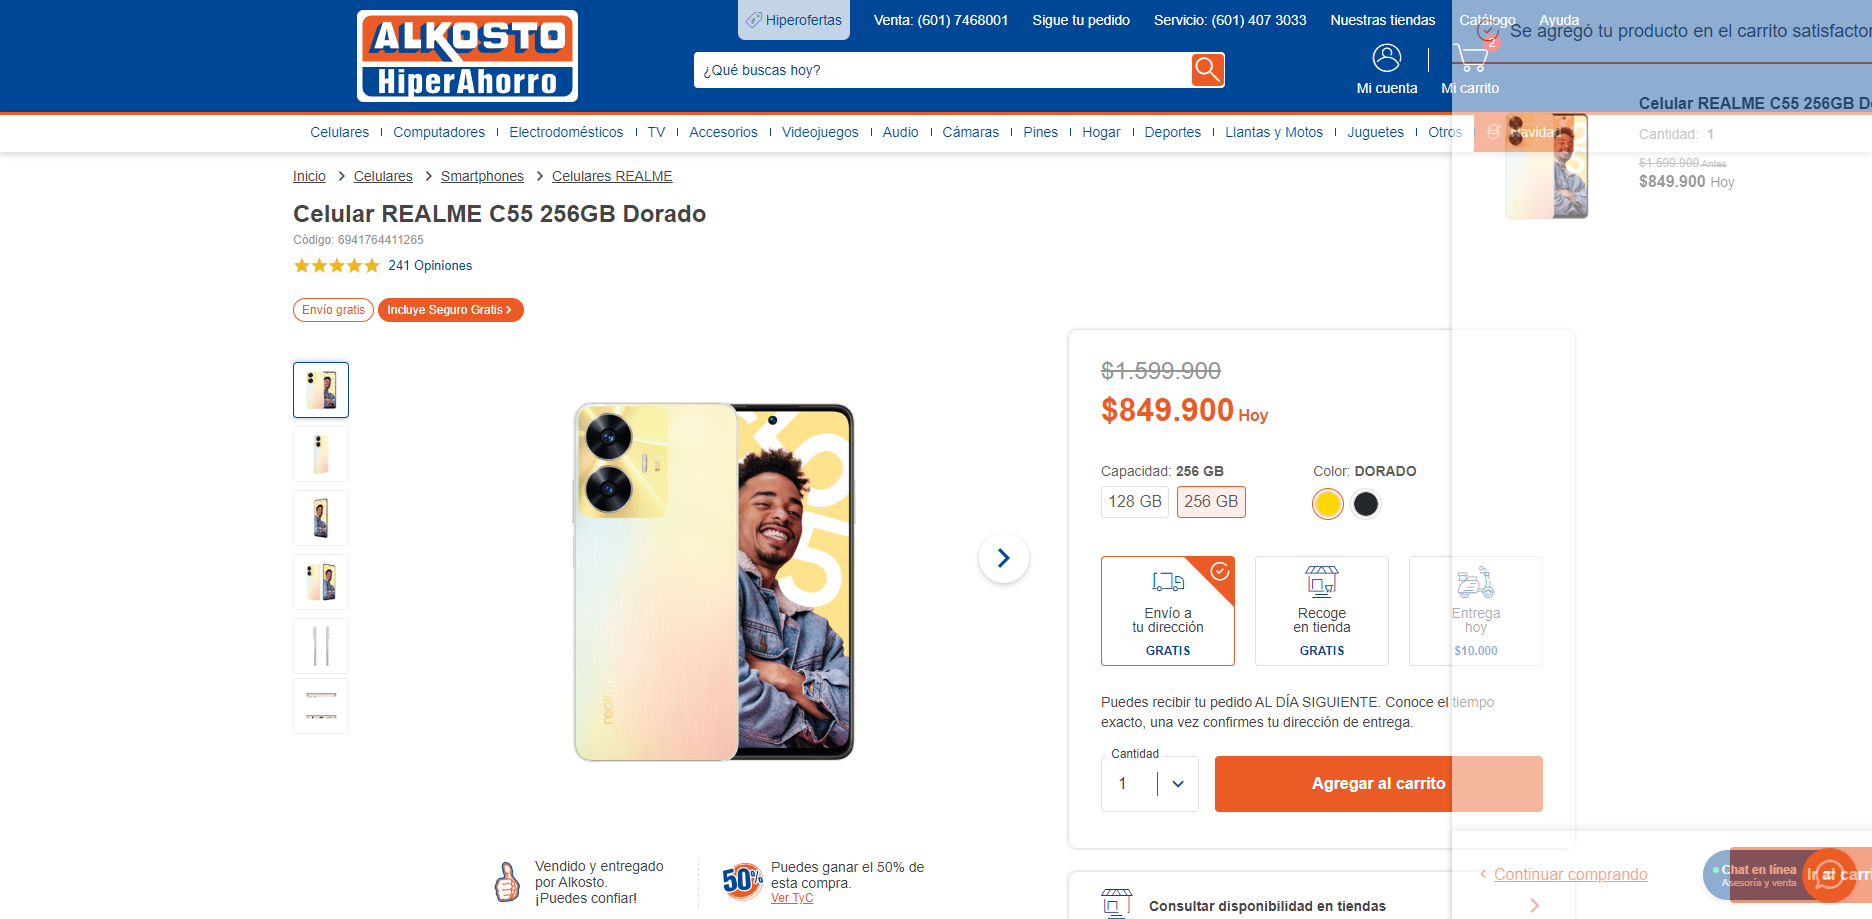 ALKOSTO
HiperAhorro
Hiperofertas
Venta: (601) 7468001
Sigue tu pedido
Servicio: (601) 407 3033
Nuestras tiendas
Catálogo
Ayuda
¿Qué buscas hoy?
Mi cuenta
2
Mi carrito
Se agregó tu producto en el carrito
Celulares
Computadores
Electrodomésticos
TV
Accesorios
Videojuegos
Audio
Cámaras
Pines
Hogar
Deportes
Llantas y Motos
Juguetes
Otros
Celular REALME C55 256GB
Cantidad: 1
$1.599.900 Antes
$849.900 Hoy
Inicio > Celulares > Smartphones > Celulares REALME
Celular REALME C55 256GB Dorado
Código: 6941764411265
241 Opiniones
Envío gratis
Incluye Seguro Gratis >
realme
C55
$1.599.900
$849.900 Hoy
Capacidad: 256 GB
128 GB
256 GB
Color: DORADO
Envío a
tu dirección
GRATIS
Recoge
en tienda
GRATIS
Entrega
hoy
$10.000
Puedes recibir tu pedido AL DÍA SIGUIENTE. Conoce el tiempo
exacto, una vez confirmes tu dirección de entrega.
Cantidad
1
Agregar al carrito
Vendido y entregado
por Alkosto.
¡Puedes confiar!
50%
Puedes ganar el 50% de
esta compra.
Ver TyC
Consultar disponibilidad en tiendas
Continuar comprando
Chat en línea
Asesoría y venta